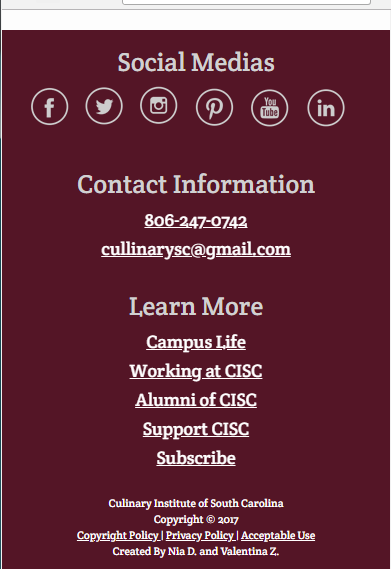 Social Medias
You Tube
Contact Information
806-247-0742
cullinarysc@gmail.com
Learn More
Campus Life
Working at CISC
Alumni of CISC
Support CISC
Subscribe
Culinary Institute of South Carolina
Copyright © 2017
Copyright Policy | Privacy Policy | Acceptable Use
Created By Nia D. and Valentina Z.